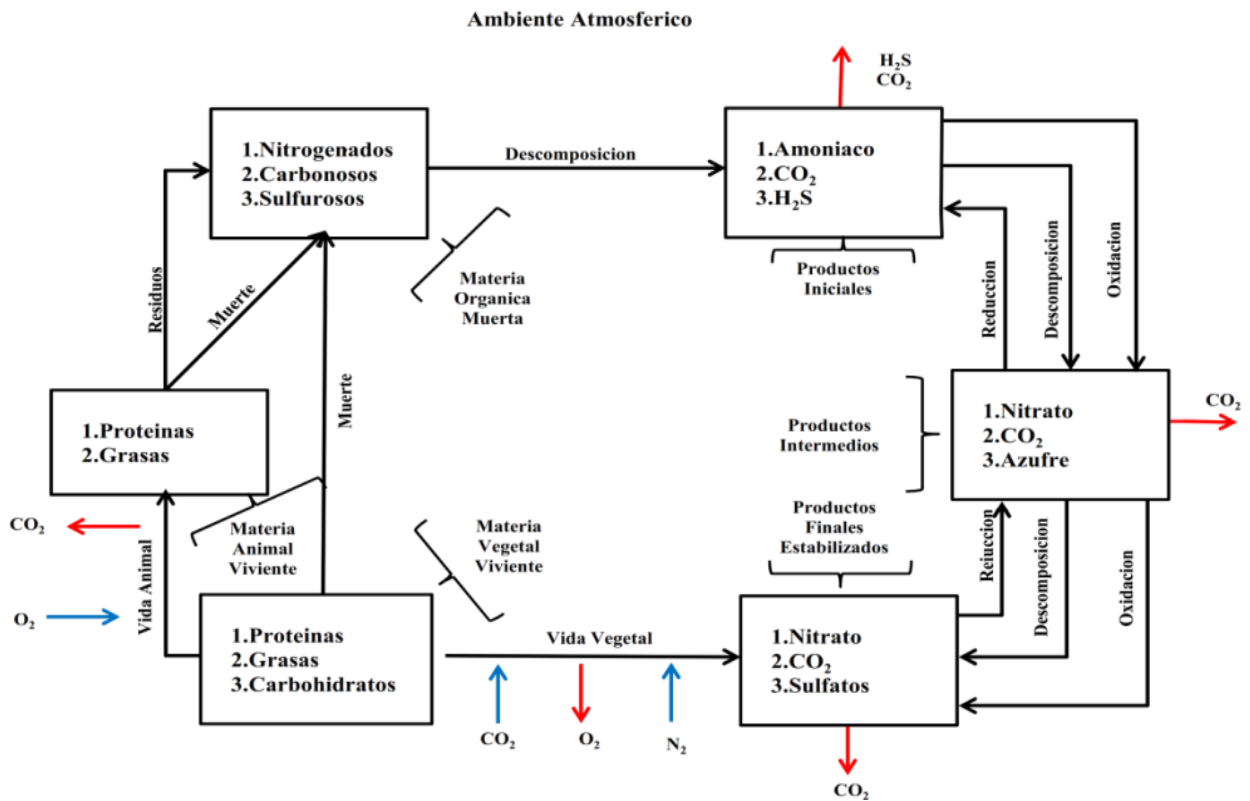 Ambiente Atmosferico
H₂S
CO₂
1.Nitrogenados
2.Carbonosos
3.Sulfurosos
Descomposicion
1.Amoniaco
2.CO₂
3.H₂S
Productos
Iniciales
Materia
Organica
Muerta
Residuos
Muerte
Muerte
Reduccion
Descomposicion
Oxidacion
1.Proteinas
2.Grasas
Productos
Intermedios
1.Nitrato
2.CO₂
3.Azufre
CO₂
CO₂
O₂
Vida Animal
Materia
Animal
Viviente
Materia
Vegetal
Viviente
Productos
Finales
Estabilizados
Reiuccion
Descomposicion
Oxidacion
1.Proteinas
2.Grasas
3.Carbohidratos
Vida Vegetal
CO₂
O₂
N₂
1.Nitrato
2.CO₂
3.Sulfatos
CO₂